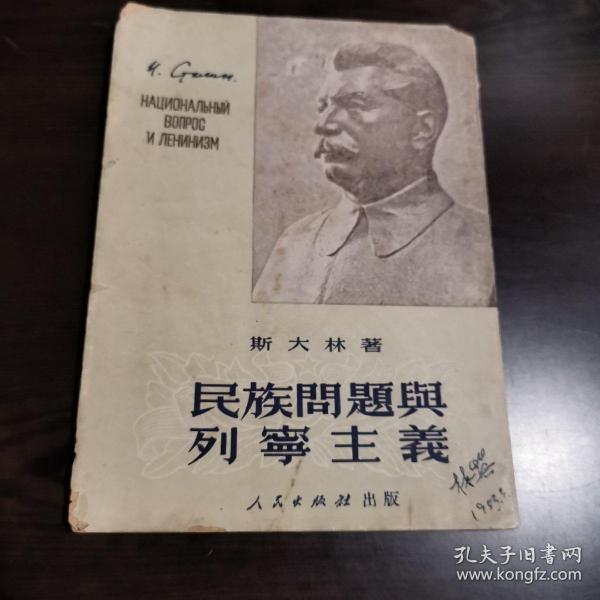 И. Сталин.
НАЦИОНАЛЬНЫЙ
ВОПРОС
И ЛЕНИНИЗМ
斯大林著
民族問題與
列寧主義
人民出版社出版
孔夫子旧书网
www.kongfz.com